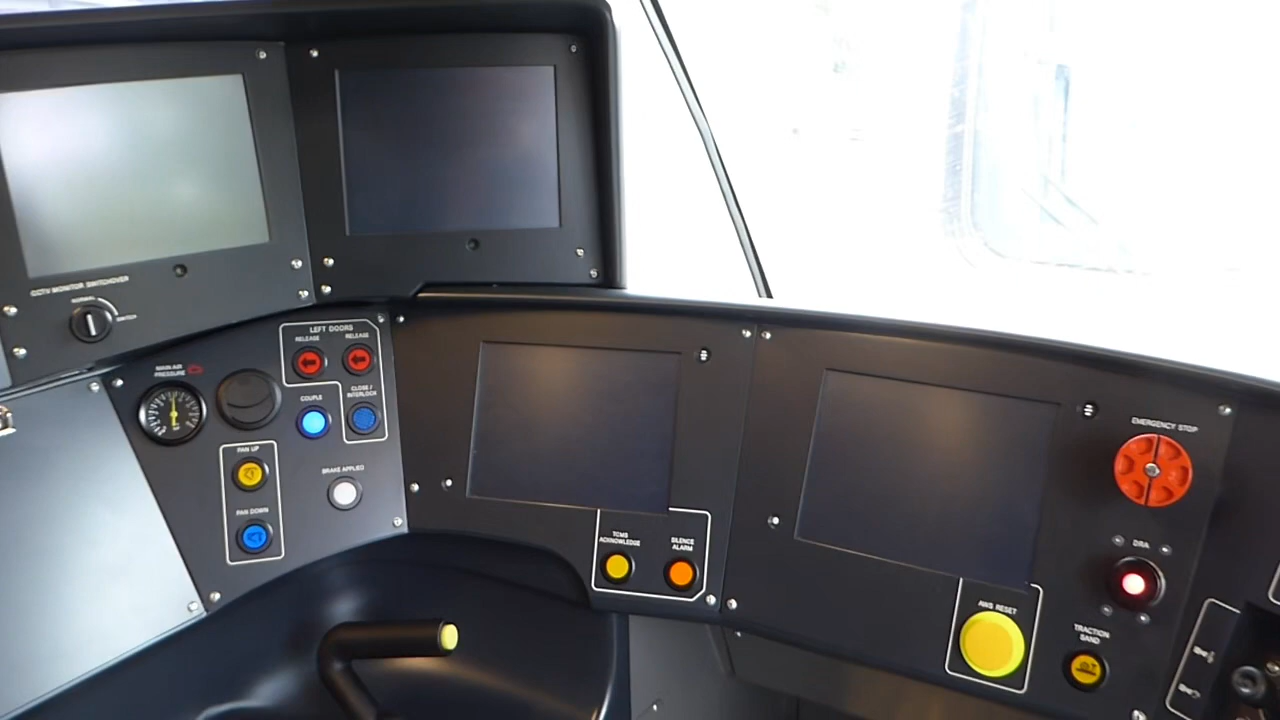 CCTV MONITOR SWITCHOVER
NORMAL
SWITCH
MAIN AIR
PRESSURE
LEFT DOORS
RELEASE
RELEASE
COUPLE
CLOSE /
INTERLOCK
PAN UP
BRAKE APPLIED
PAN DOWN
TCMS
ACKNOWLEDGE
SILENCE
ALARM
EMERGENCY STOP
DRA
AWS RESET
TRACTION
SAND